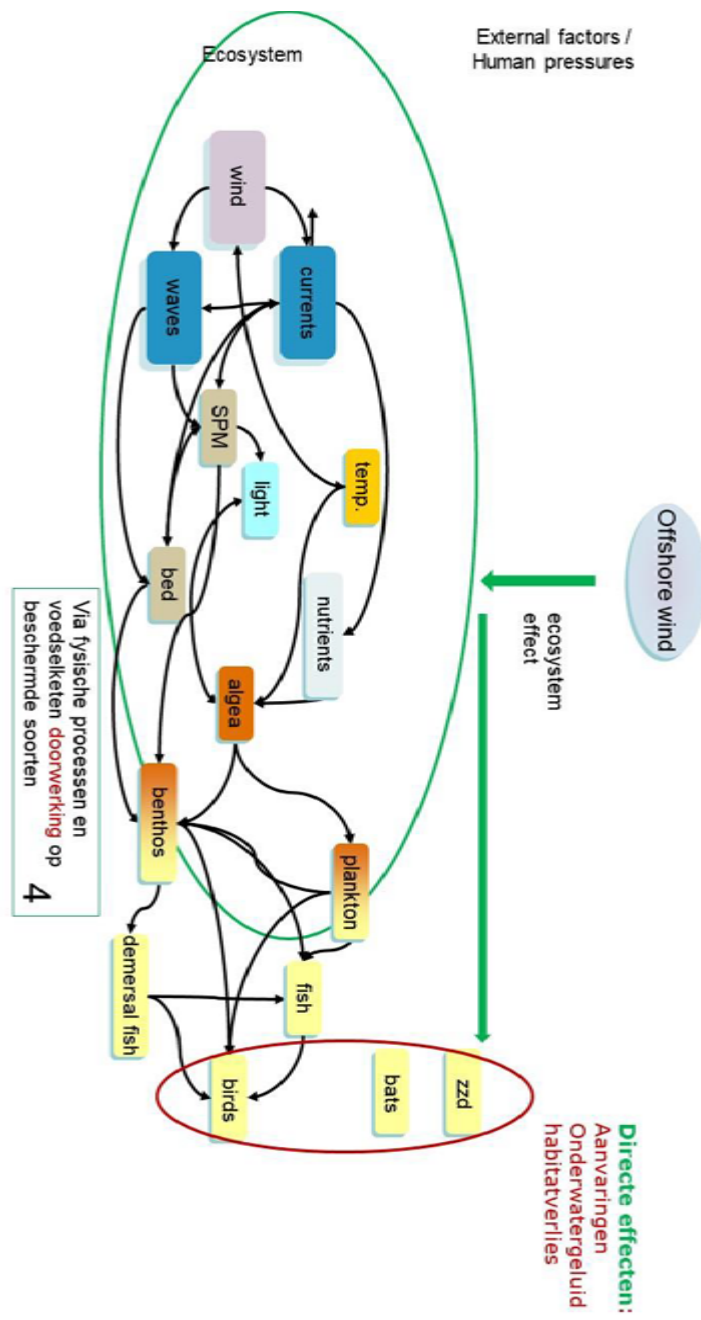 External factors /
Human pressures
Ecosystem
Offshore wind
ecosystem
effect
wind
currents
waves
SPM
light
temp.
bed
nutrients
algea
benthos
plankton
fish
demersal fish
birds
bats
zzd
Directe effecten:
Aanvaringen
Onderwatergeluid
habitatverlies
Via fysische processen en
voedselketen doorwerking op
beschermde soorten
4